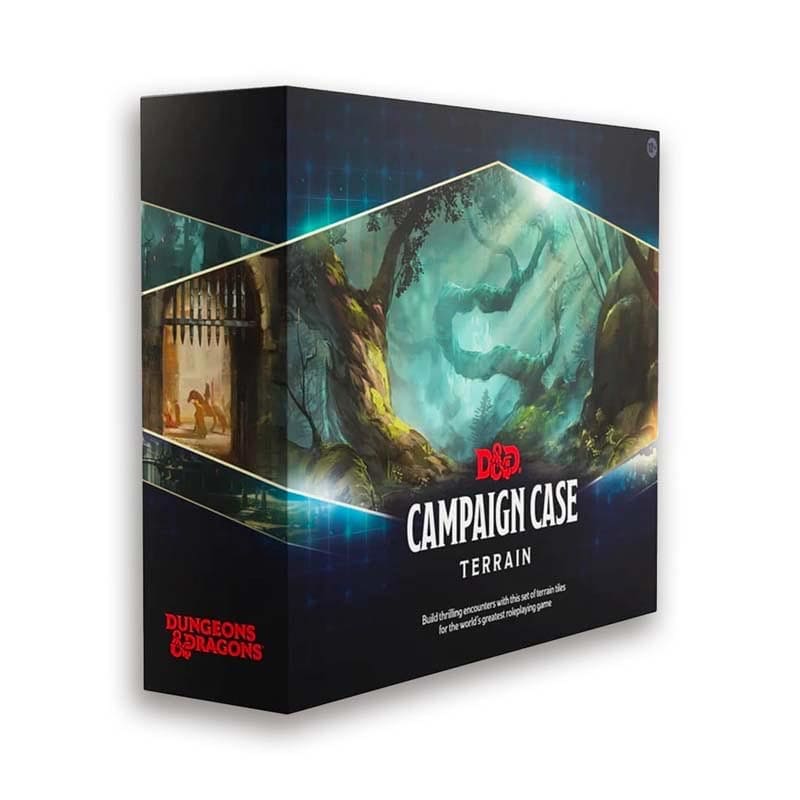 DUNGEONS
& DRAGONS
D&D
CAMPAIGN CASE
TERRAIN
Build thrilling encounters with this set of terrain tiles
for the world's greatest roleplaying game